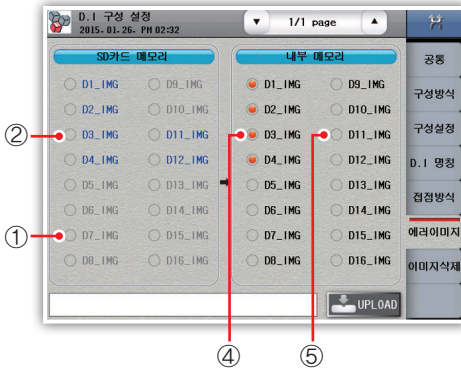 D.I 구성 설정
2015.01.26. PM 02:32
▼ 1/1 page ▲
SD카드 메모리
내부 메모리
D1_IMG D9_IMG
D2_IMG D10_IMG
D3_IMG D11_IMG
D4_IMG D12_IMG
D5_IMG D13_IMG
D6_IMG D14_IMG
D7_IMG D15_IMG
D8_IMG D16_IMG
D1_IMG D9_IMG
D2_IMG D10_IMG
D3_IMG D11_IMG
D4_IMG D12_IMG
D5_IMG D13_IMG
D6_IMG D14_IMG
D7_IMG D15_IMG
D8_IMG D16_IMG
UPLOAD
공통
구성방식
구성설정
D.I 명칭
접점방식
에러이미지
이미지삭제
②
①
④ ⑤